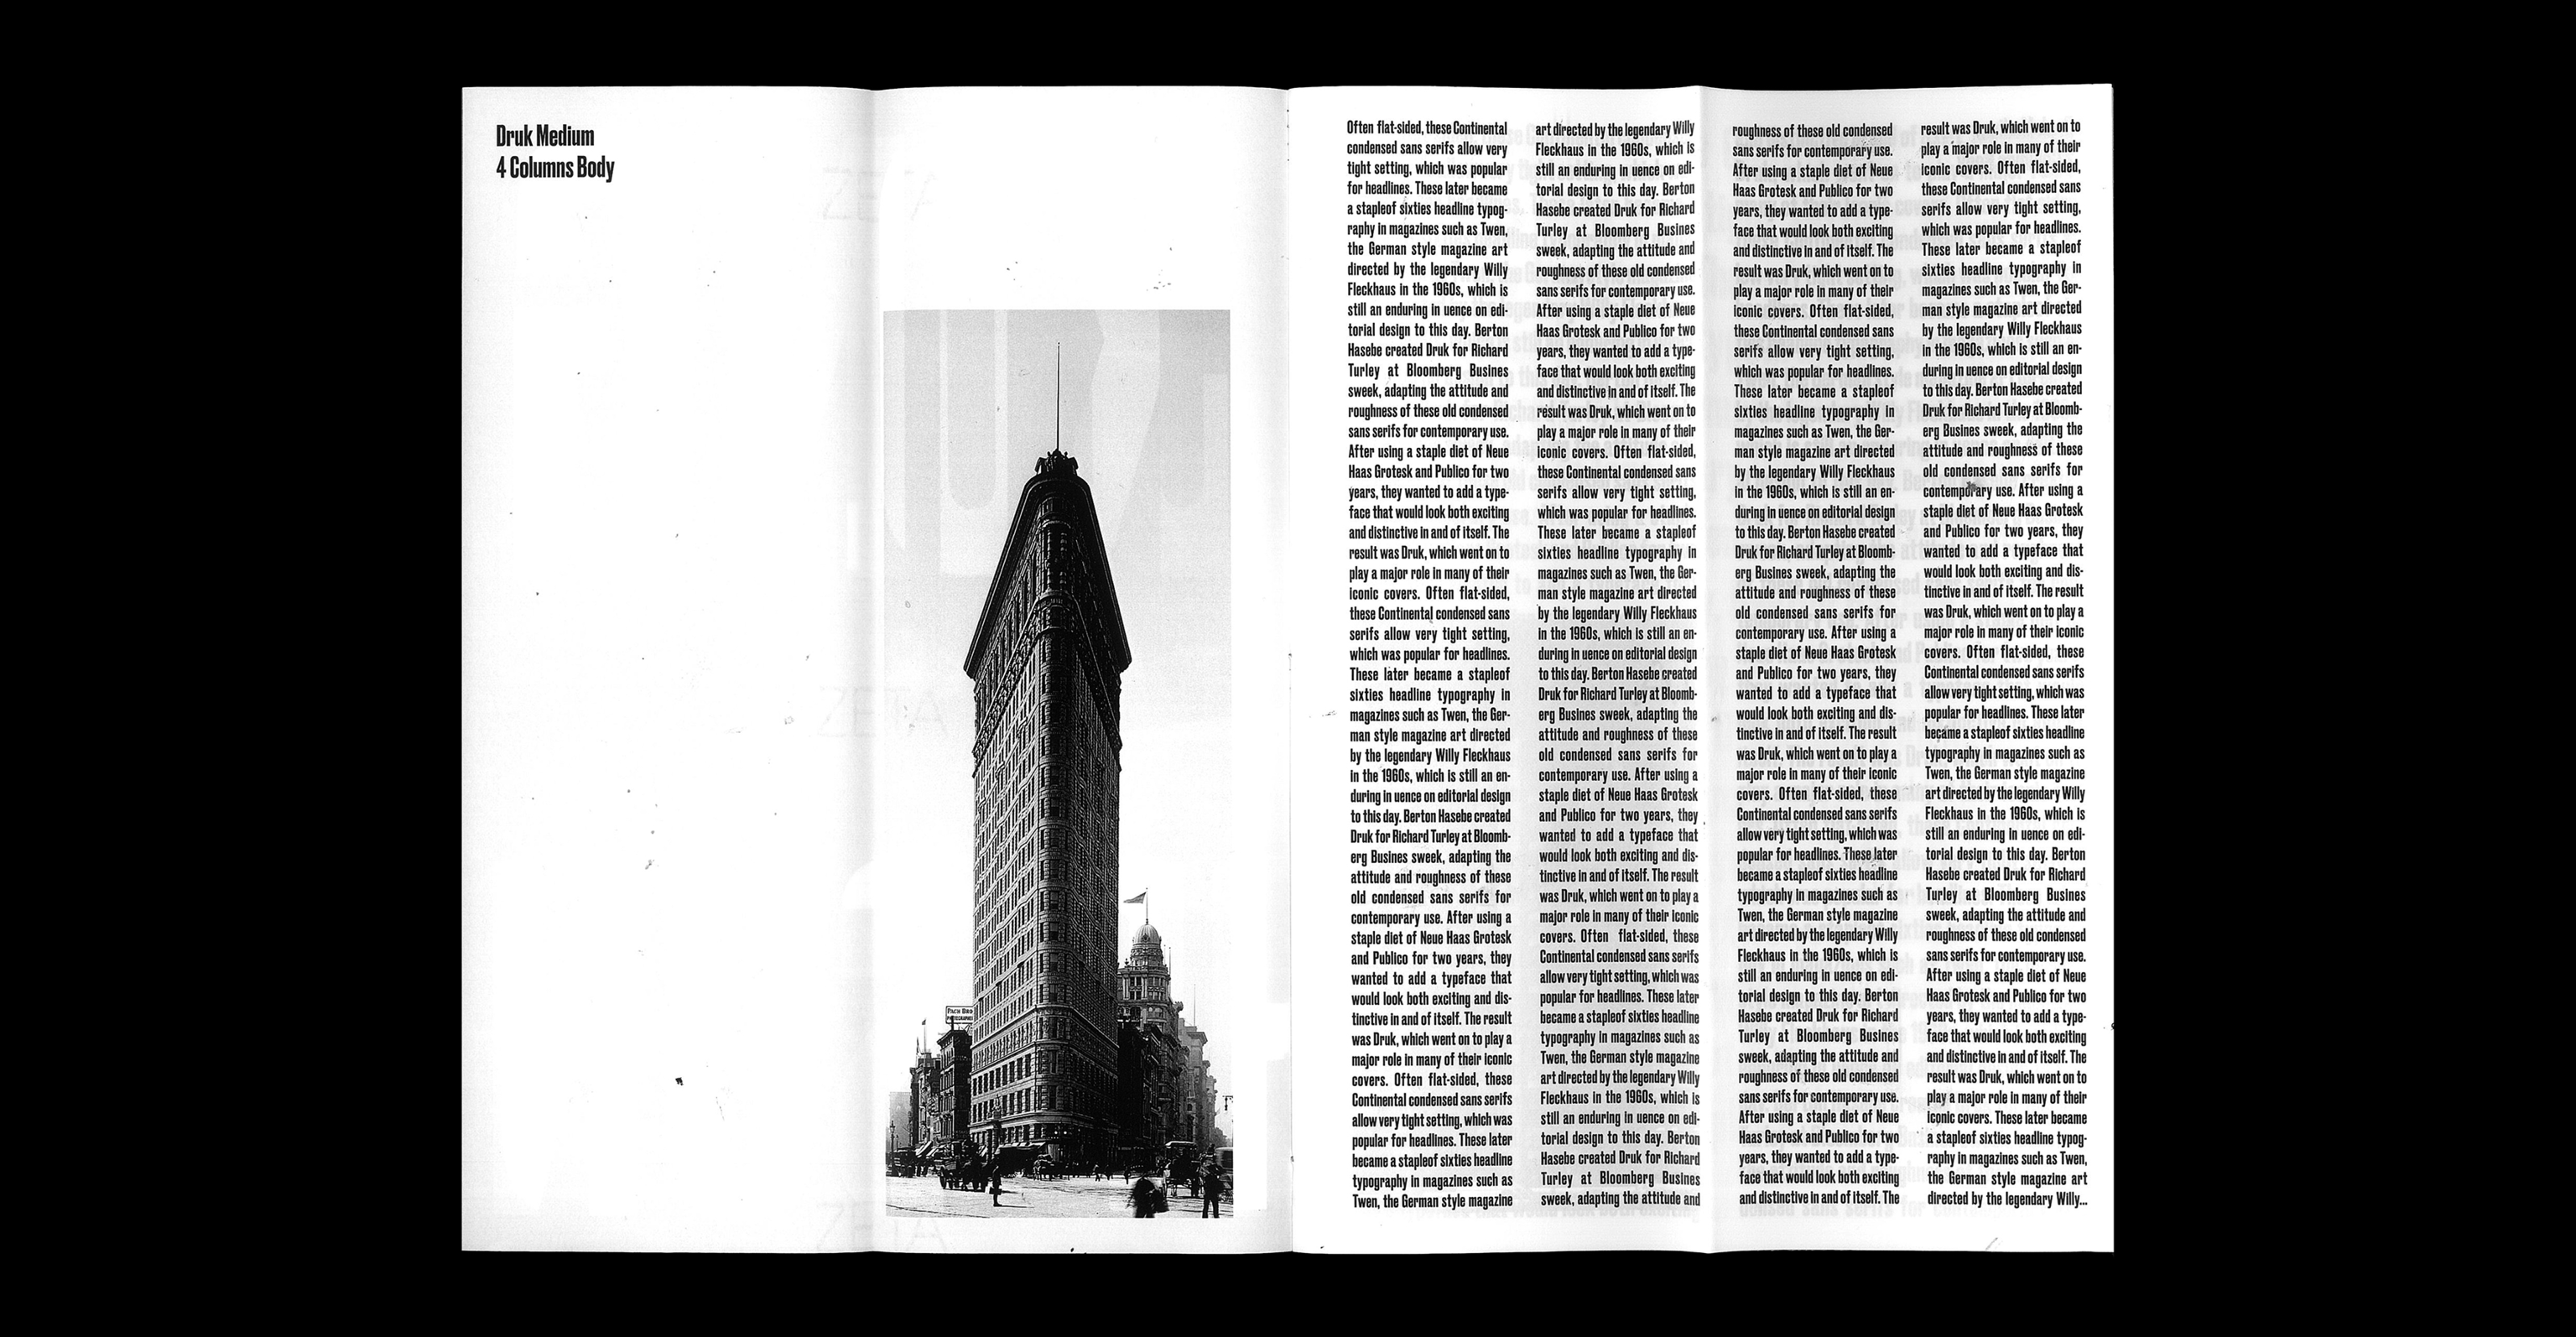 Druk Medium
4 Columns Body
PACH BRO
Often flat-sided, these Continental
condensed sans serifs allow very
tight setting, which was popular
for headlines. These later became
a stapleof sixties headline typog-
raphy in magazines such as Twen,
the German style magazine art
directed by the legendary Willy
Fleckhaus in the 1960s, which is
still an enduring in uence on edi-
torial design to this day. Berton
Hasebe created Druk for Richard
Turley at Bloomberg Busines
sweek, adapting the attitude and
roughness of these old condensed
sans serifs for contemporary use.
After using a staple diet of Neue
Haas Grotesk and Publico for two
years, they wanted to add a type-
face that would look both exciting
and distinctive in and of itself. The
result was Druk, which went on to
play a major role in many of their
iconic covers. Often flat-sided,
these Continental condensed sans
serifs allow very tight setting,
which was popular for headlines.
These later became a stapleof
sixties headline typography in
magazines such as Twen, the Ger-
man style magazine art directed
by the legendary Willy Fleckhaus
in the 1960s, which is still an en-
during in uence on editorial design
to this day. Berton Hasebe created
Druk for Richard Turley at Bloomb-
erg Busines sweek, adapting the
attitude and roughness of these
old condensed sans serifs for
contemporary use. After using a
staple diet of Neue Haas Grotesk
and Publico for two years, they
wanted to add a typeface that
would look both exciting and dis-
tinctive in and of itself. The result
was Druk, which went on to play a
major role in many of their iconic
covers. Often flat-sided, these
Continental condensed sans serifs
allow very tight setting, which was
popular for headlines. These later
became a stapleof sixties headline
typography in magazines such as
Twen, the German style magazine
art directed by the legendary Willy
Fleckhaus in the 1960s, which is
still an enduring in uence on edi-
torial design to this day. Berton
Hasebe created Druk for Richard
Turley at Bloomberg Busines
sweek, adapting the attitude and
roughness of these old condensed
sans serifs for contemporary use.
After using a staple diet of Neue
Haas Grotesk and Publico for two
years, they wanted to add a type-
face that would look both exciting
and distinctive in and of itself. The
result was Druk, which went on to
play a major role in many of their
iconic covers. Often flat-sided,
these Continental condensed sans
serifs allow very tight setting,
which was popular for headlines.
These later became a stapleof
sixties headline typography in
magazines such as Twen, the Ger-
man style magazine art directed
by the legendary Willy Fleckhaus
in the 1960s, which is still an en-
during in uence on editorial design
to this day. Berton Hasebe created
Druk for Richard Turley at Bloomb-
erg Busines sweek, adapting the
attitude and roughness of these
old condensed sans serifs for
contemporary use. After using a
staple diet of Neue Haas Grotesk
and Publico for two years, they
wanted to add a typeface that
would look both exciting and dis-
tinctive in and of itself. The result
was Druk, which went on to play a
major role in many of their iconic
covers. Often flat-sided, these
Continental condensed sans serifs
allow very tight setting, which was
popular for headlines. These later
became a stapleof sixties headline
typography in magazines such as
Twen, the German style magazine
art directed by the legendary Willy
Fleckhaus in the 1960s, which is
still an enduring in uence on edi-
torial design to this day. Berton
Hasebe created Druk for Richard
Turley at Bloomberg Busines
sweek, adapting the attitude and
roughness of these old condensed
sans serifs for contemporary use.
After using a staple diet of Neue
Haas Grotesk and Publico for two
years, they wanted to add a type-
face that would look both exciting
and distinctive in and of itself. The
result was Druk, which went on to
play a major role in many of their
iconic covers. Often flat-sided,
these Continental condensed sans
serifs allow very tight setting,
which was popular for headlines.
These later became a stapleof
sixties headline typography in
magazines such as Twen, the Ger-
man style magazine art directed
by the legendary Willy Fleckhaus
in the 1960s, which is still an en-
during in uence on editorial design
to this day. Berton Hasebe created
Druk for Richard Turley at Bloomb-
erg Busines sweek, adapting the
attitude and roughness of these
old condensed sans serifs for
contemporary use. After using a
staple diet of Neue Haas Grotesk
and Publico for two years, they
wanted to add a typeface that
would look both exciting and dis-
tinctive in and of itself. The result
was Druk, which went on to play a
major role in many of their iconic
covers. Often flat-sided, these
Continental condensed sans serifs
allow very tight setting, which was
popular for headlines. These later
became a stapleof sixties headline
typography in magazines such as
Twen, the German style magazine
art directed by the legendary Willy
Fleckhaus in the 1960s, which is
still an enduring in uence on edi-
torial design to this day. Berton
Hasebe created Druk for Richard
Turley at Bloomberg Busines
sweek, adapting the attitude and
roughness of these old condensed
sans serifs for contemporary use.
After using a staple diet of Neue
Haas Grotesk and Publico for two
years, they wanted to add a type-
face that would look both exciting
and distinctive in and of itself. The
result was Druk, which went on to
play a major role in many of their
iconic covers. Often flat-sided,
these Continental condensed sans
serifs allow very tight setting,
which was popular for headlines.
These later became a stapleof
sixties headline typography in
magazines such as Twen, the Ger-
man style magazine art directed
by the legendary Willy Fleckhaus
in the 1960s, which is still an en-
during in uence on editorial design
to this day. Berton Hasebe created
Druk for Richard Turley at Bloomb-
erg Busines sweek, adapting the
attitude and roughness of these
old condensed sans serifs for
contemporary use. After using a
staple diet of Neue Haas Grotesk
and Publico for two years, they
wanted to add a typeface that
would look both exciting and dis-
tinctive in and of itself. The result
was Druk, which went on to play a
major role in many of their iconic
covers. Often flat-sided, these
Continental condensed sans serifs
allow very tight setting, which was
popular for headlines. These later
became a stapleof sixties headline
typography in magazines such as
Twen, the German style magazine
art directed by the legendary Willy
Fleckhaus in the 1960s, which is
still an enduring in uence on edi-
torial design to this day. Berton
Hasebe created Druk for Richard
Turley at Bloomberg Busines
sweek, adapting the attitude and
roughness of these old condensed
sans serifs for contemporary use.
After using a staple diet of Neue
Haas Grotesk and Publico for two
years, they wanted to add a type-
face that would look both exciting
and distinctive in and of itself. The
result was Druk, which went on to
play a major role in many of their
iconic covers. These later became
a stapleof sixties headline typog-
raphy in magazines such as Twen,
the German style magazine art
directed by the legendary Willy...